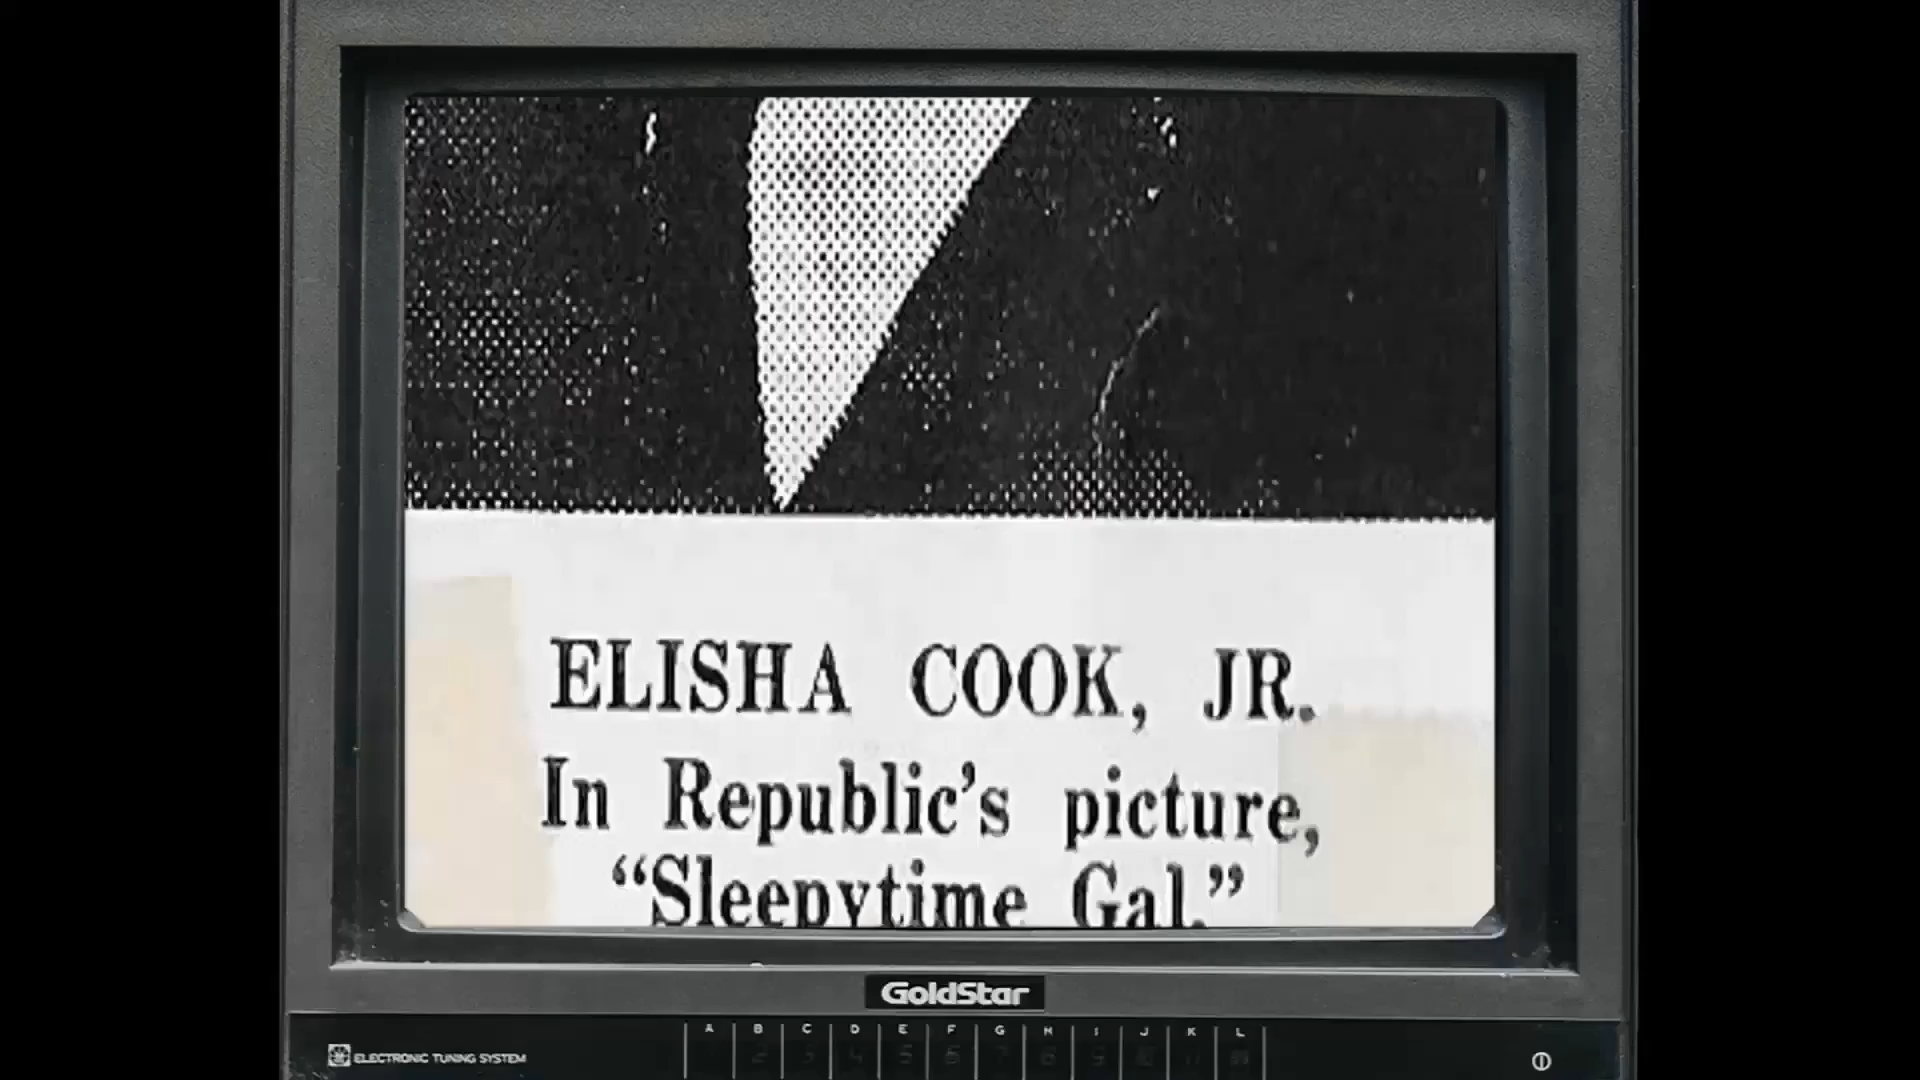 ELISHA COOK, JR.
In Republic's picture,
“Sleepytime Gal.”
GoldStar
A B C D E F G H I J K L
ELECTRONIC TUNING SYSTEM